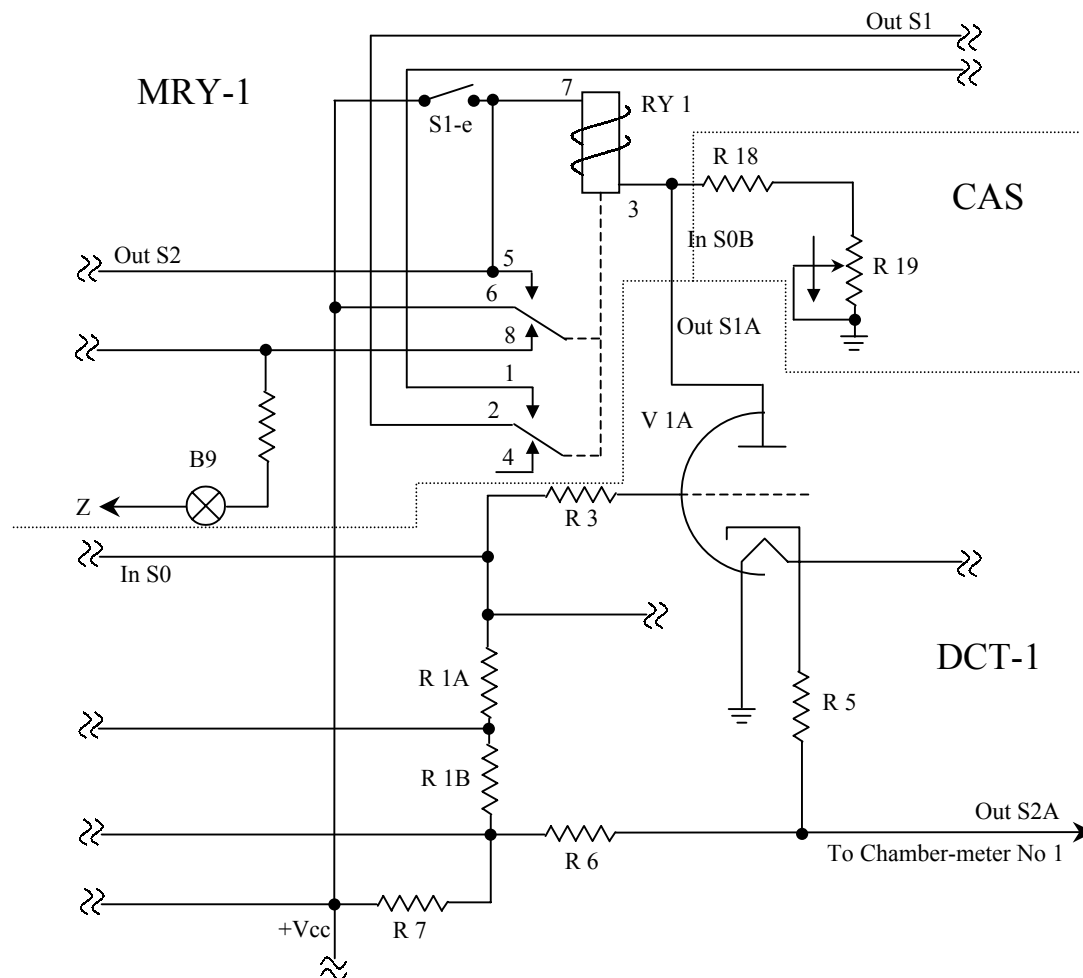 Out S1
MRY-1
7
RY 1
S1-e
R 18
CAS
3
In S0B
Out S2
5
R 19
6
Out S1A
8
1
2
V 1A
4
B9
Z
R 3
In S0
DCT-1
R 1A
R 5
R 1B
Out S2A
R 6
To Chamber-meter No 1
+Vcc
R 7